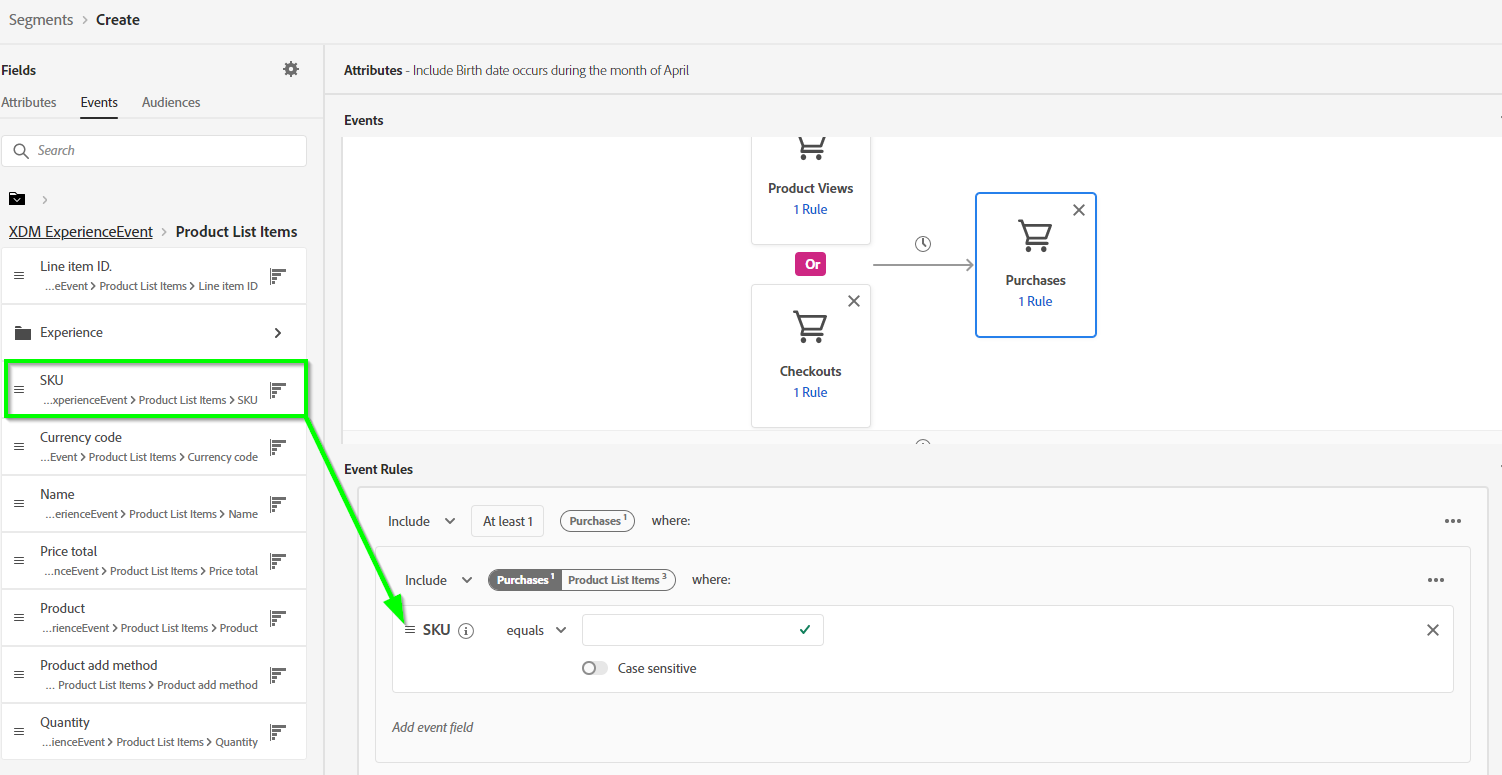 Segments > Create
Fields
Attributes Events Audiences
Search
XDM ExperienceEvent > Product List Items
Line item ID.
...eEvent > Product List Items > Line item ID
Experience
SKU
...xperienceEvent > Product List Items > SKU
Currency code
...Event > Product List Items > Currency code
Name
...erienceEvent > Product List Items > Name
Price total
...nceEvent > Product List Items > Price total
Product
...rienceEvent > Product List Items > Product
Product add method
... Product List Items > Product add method
Quantity
...ienceEvent > Product List Items > Quantity
Attributes - Include Birth date occurs during the month of April
Events
Product Views
1 Rule
Or
Checkouts
1 Rule
Purchases
1 Rule
Event Rules
Include At least 1 Purchases 1 where:
Include Purchases 1 Product List Items 3 where:
SKU equals
Case sensitive
Add event field